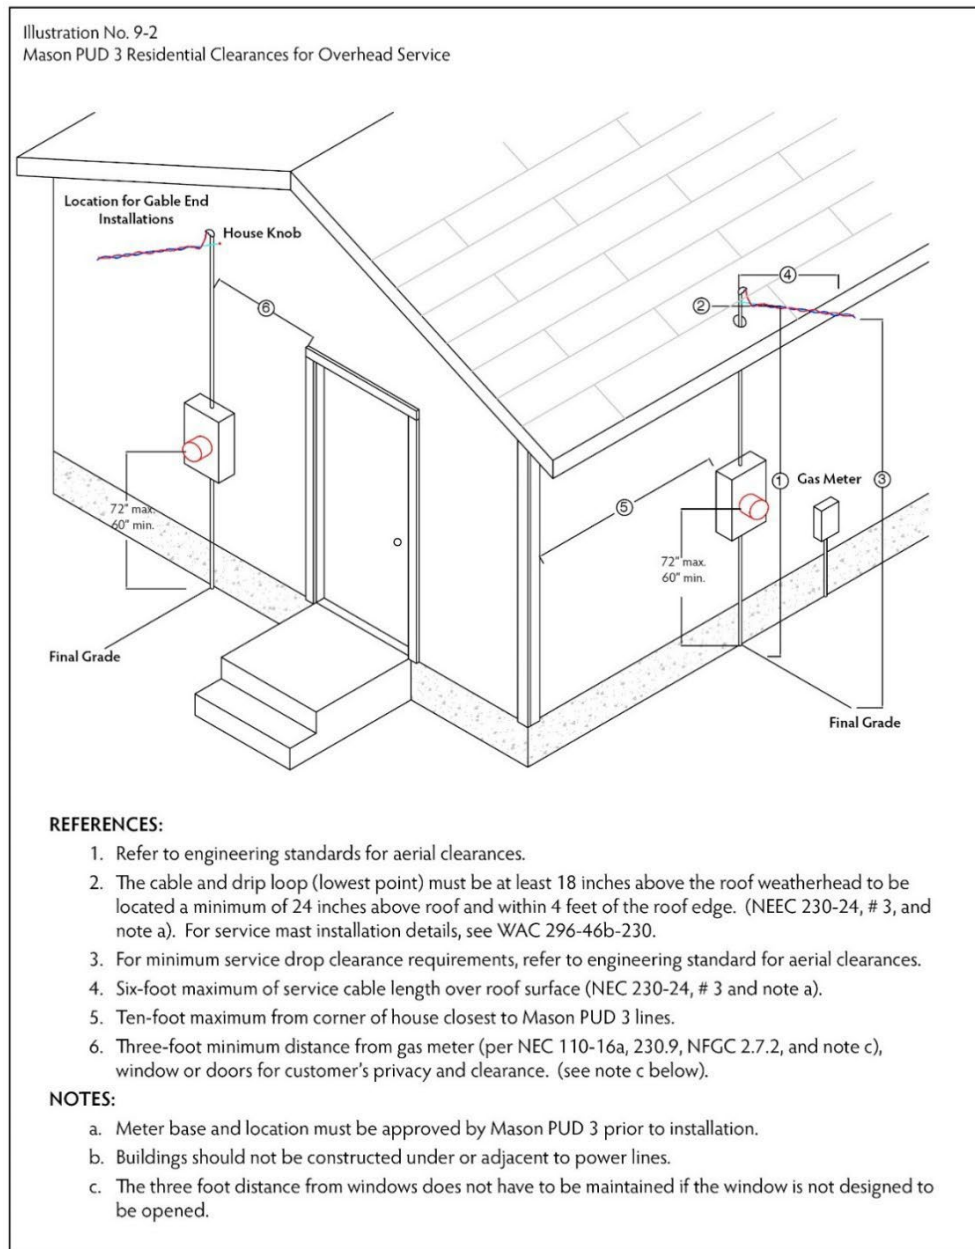 Illustration No. 9-2
Mason PUD 3 Residential Clearances for Overhead Service
Location for Gable End
Installations
House Knob
6
4
2
1
Gas Meter
3
5
72" max.
60" min.
72" max.
60" min.
Final Grade
Final Grade
REFERENCES:
1. Refer to engineering standards for aerial clearances.
2. The cable and drip loop (lowest point) must be at least 18 inches above the roof weatherhead to be
located a minimum of 24 inches above roof and within 4 feet of the roof edge. (NEEC 230-24, # 3, and
note a). For service mast installation details, see WAC 296-46b-230.
3. For minimum service drop clearance requirements, refer to engineering standard for aerial clearances.
4. Six-foot maximum of service cable length over roof surface (NEC 230-24, # 3 and note a).
5. Ten-foot maximum from corner of house closest to Mason PUD 3 lines.
6. Three-foot minimum distance from gas meter (per NEC 110-16a, 230.9, NFGC 2.7.2, and note c),
window or doors for customer's privacy and clearance. (see note c below).
NOTES:
a. Meter base and location must be approved by Mason PUD 3 prior to installation.
b. Buildings should not be constructed under or adjacent to power lines.
c. The three foot distance from windows does not have to be maintained if the window is not designed to
be opened.